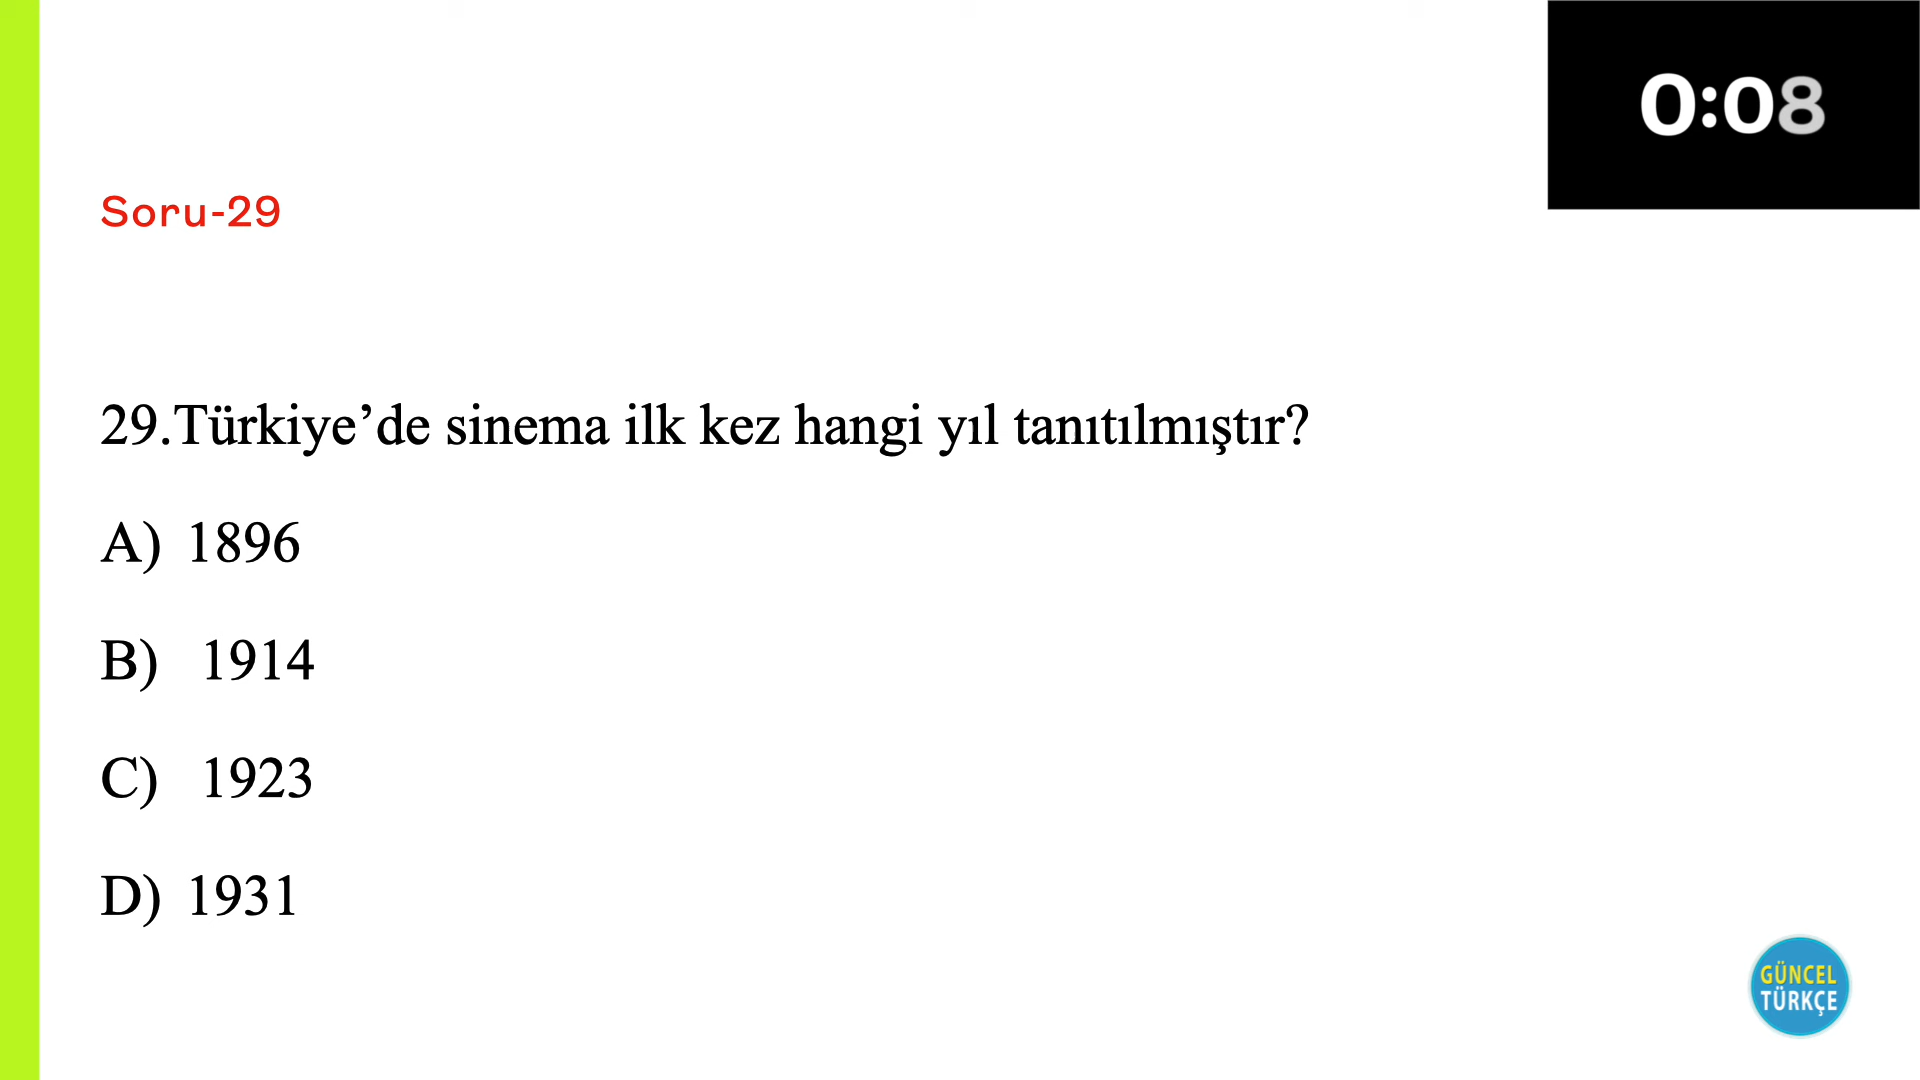 0:08
Soru-29
29.Türkiye’de sinema ilk kez hangi yıl tanıtılmıştır?
A) 1896
B) 1914
C) 1923
D) 1931
GÜNCEL
TÜRKÇE